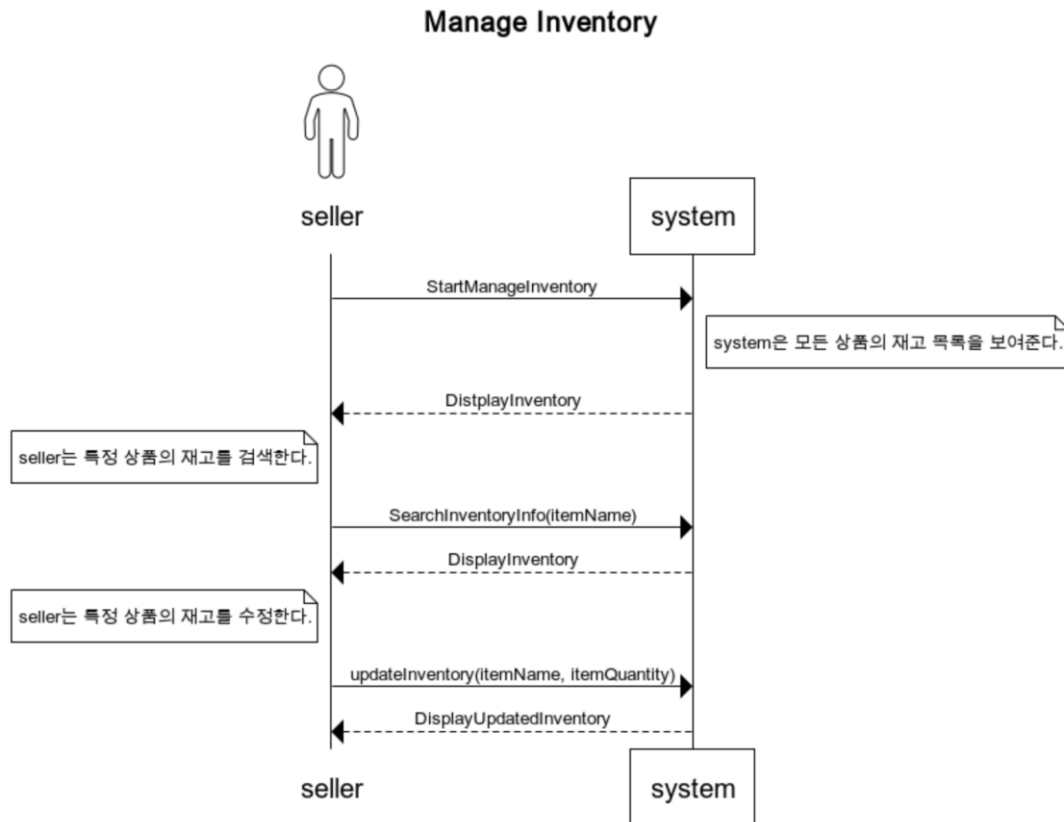 Manage Inventory
seller
system
StartManageInventory
system은 모든 상품의 재고 목록을 보여준다.
DistplayInventory
seller는 특정 상품의 재고를 검색한다.
SearchInventoryInfo(itemName)
DisplayInventory
seller는 특정 상품의 재고를 수정한다.
updateInventory(itemName, itemQuantity)
DisplayUpdatedInventory
seller
system